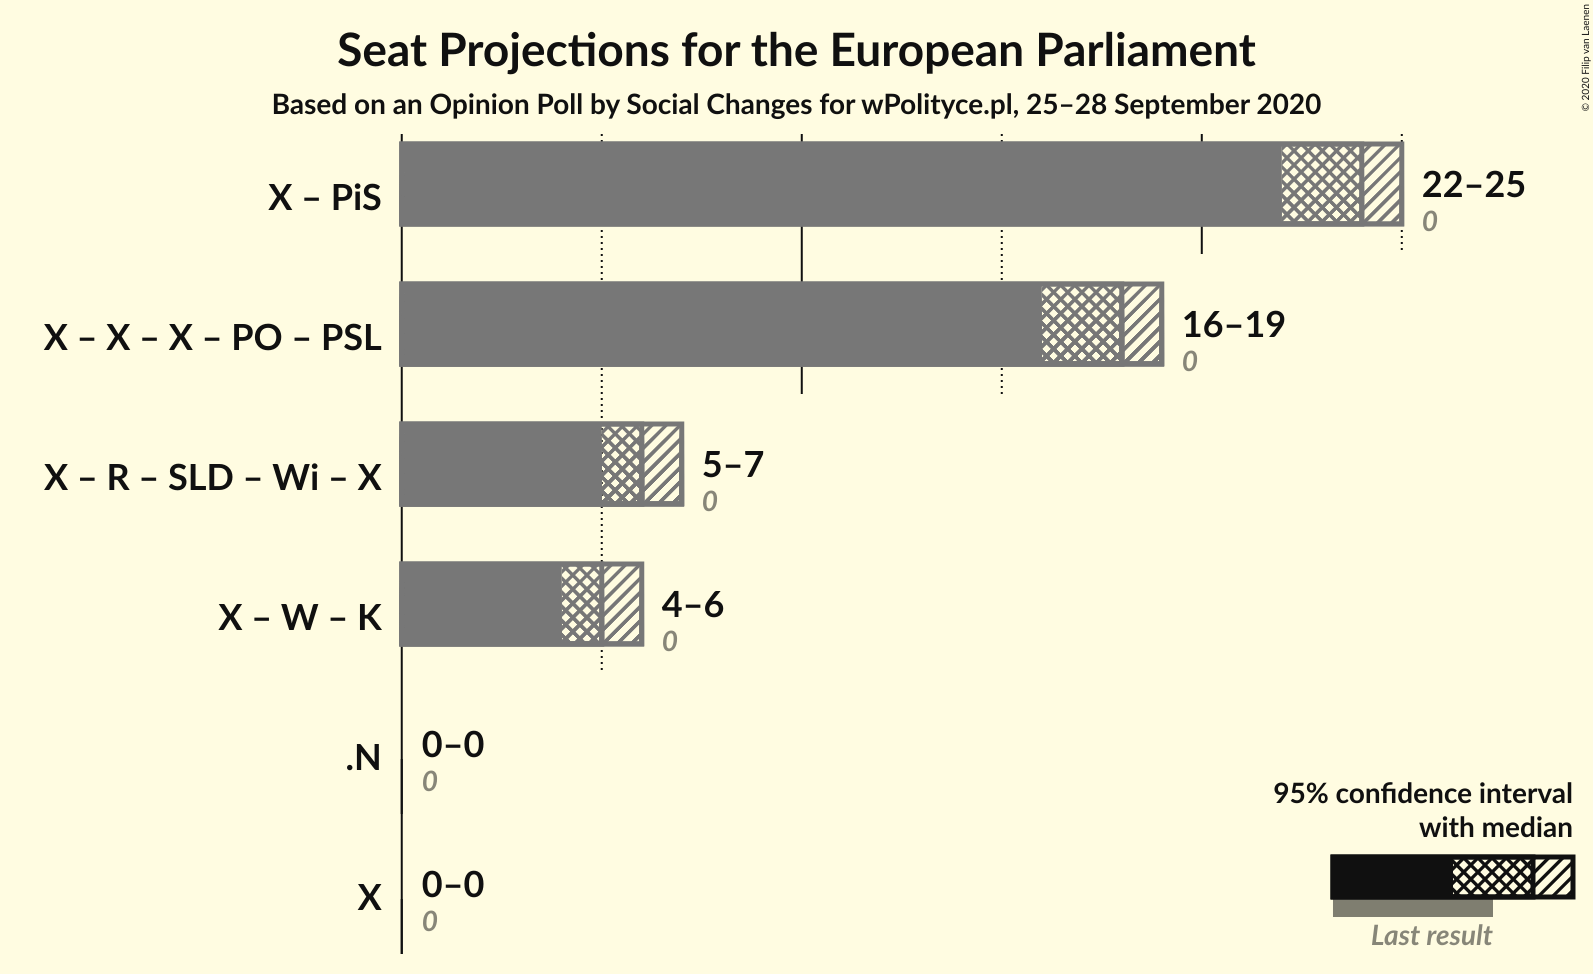 Seat Projections for the European Parliament
Based on an Opinion Poll by Social Changes for wPolityce.pl, 25–28 September 2020
© 2020 Filip van Laenen
X – PiS
22–25
0
X – X – X – PO – PSL
16–19
0
X – R – SLD – Wi – X
5–7
0
X – W – K
4–6
0
.N
0–0
0
X
0–0
0
95% confidence interval
with median
Last result